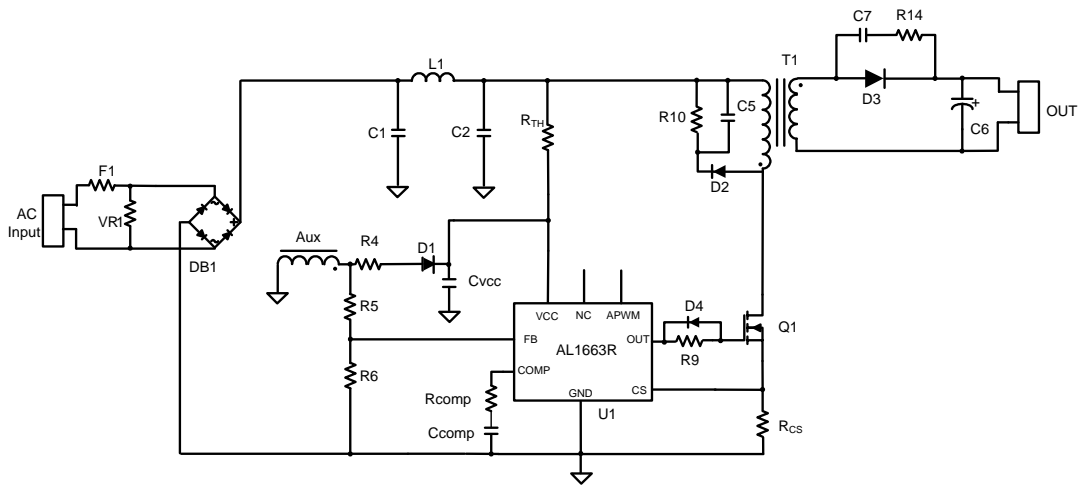 C7
R14
T1
L1
D3
C5
R10
C6
+
OUT
RTH
C1
C2
D2
F1
AC
Input
VR1
+
DB1
Aux
R4
D1
Cvcc
D4
VCC
NC
APWM
Q1
R5
FB
AL1663R
OUT
R9
R6
COMP
CS
GND
Rcomp
U1
RCS
Ccomp